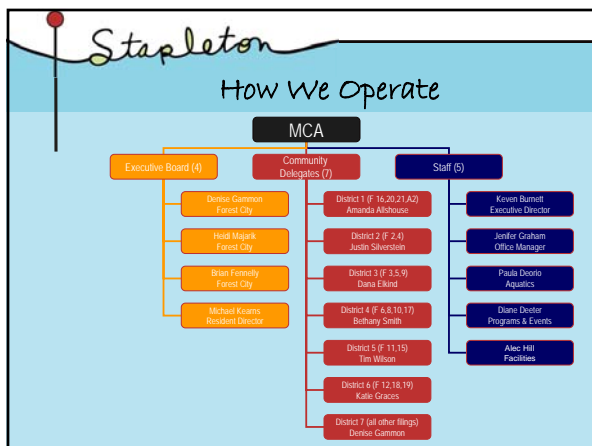 Stapleton
How We Operate
MCA
Executive Board (4)
Denise Gammon
Forest City
Heidi Majarik
Forest City
Brian Fennelly
Forest City
Michael Kearns
Resident Director
Community
Delegates (7)
District 1 (F 16,20,21,A2)
Amanda Allshouse
District 2 (F 2,4)
Justin Silverstein
District 3 (F 3,5,9)
Dana Elkind
District 4 (F 6,8,10,17)
Bethany Smith
District 5 (F 11,15)
Tim Wilson
District 6 (F 12,18,19)
Katie Graces
District 7 (all other filings)
Denise Gammon
Staff (5)
Keven Burnett
Executive Director
Jenifer Graham
Office Manager
Paula Deorio
Aquatics
Diane Deeter
Programs & Events
Alec Hill
Facilities